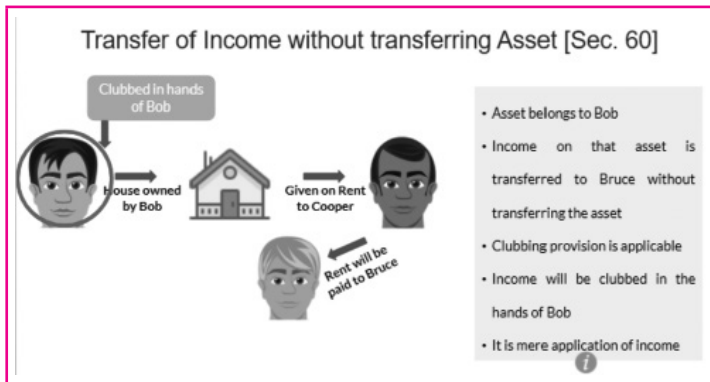 Transfer of Income without transferring Asset [Sec. 60]
Clubbed in hands
of Bob
House owned
by Bob
Given on Rent
to Cooper
Rent will be
paid to Bruce
• Asset belongs to Bob
• Income on that asset is
transferred to Bruce without
transferring the asset
• Clubbing provision is applicable
• Income will be clubbed in the
hands of Bob
• It is mere application of income
i